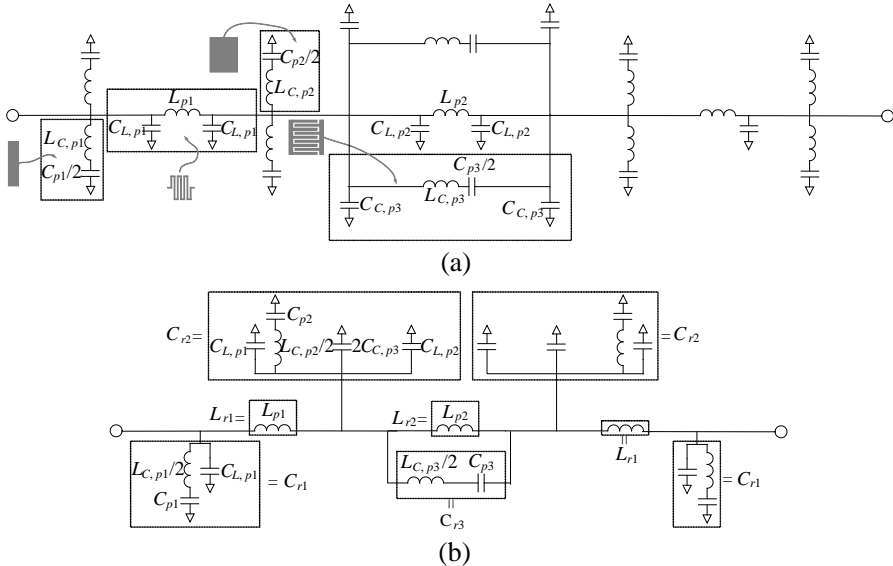 C_{p2}/2
L_{C,p2}
L_{p1}
C_{L,p1}
C_{L,p1}
L_{C,p1}
C_{p1}/2
L_{p2}
C_{L,p2}
C_{L,p2}
C_{p3}/2
L_{C,p3}
C_{C,p3}
C_{C,p3}
(a)
C_{r2}=
C_{p2}
C_{L,p1}
L_{C,p2}/2
2C_{C,p3}
C_{L,p2}
=C_{r2}
L_{r1}=
L_{p1}
L_{r2}=
L_{p2}
=
L_{r1}
L_{C,p1}/2
C_{L,p1}
C_{p1}
= C_{r1}
L_{C,p3}/2
C_{p3}
=
C_{r3}
= C_{r1}
(b)